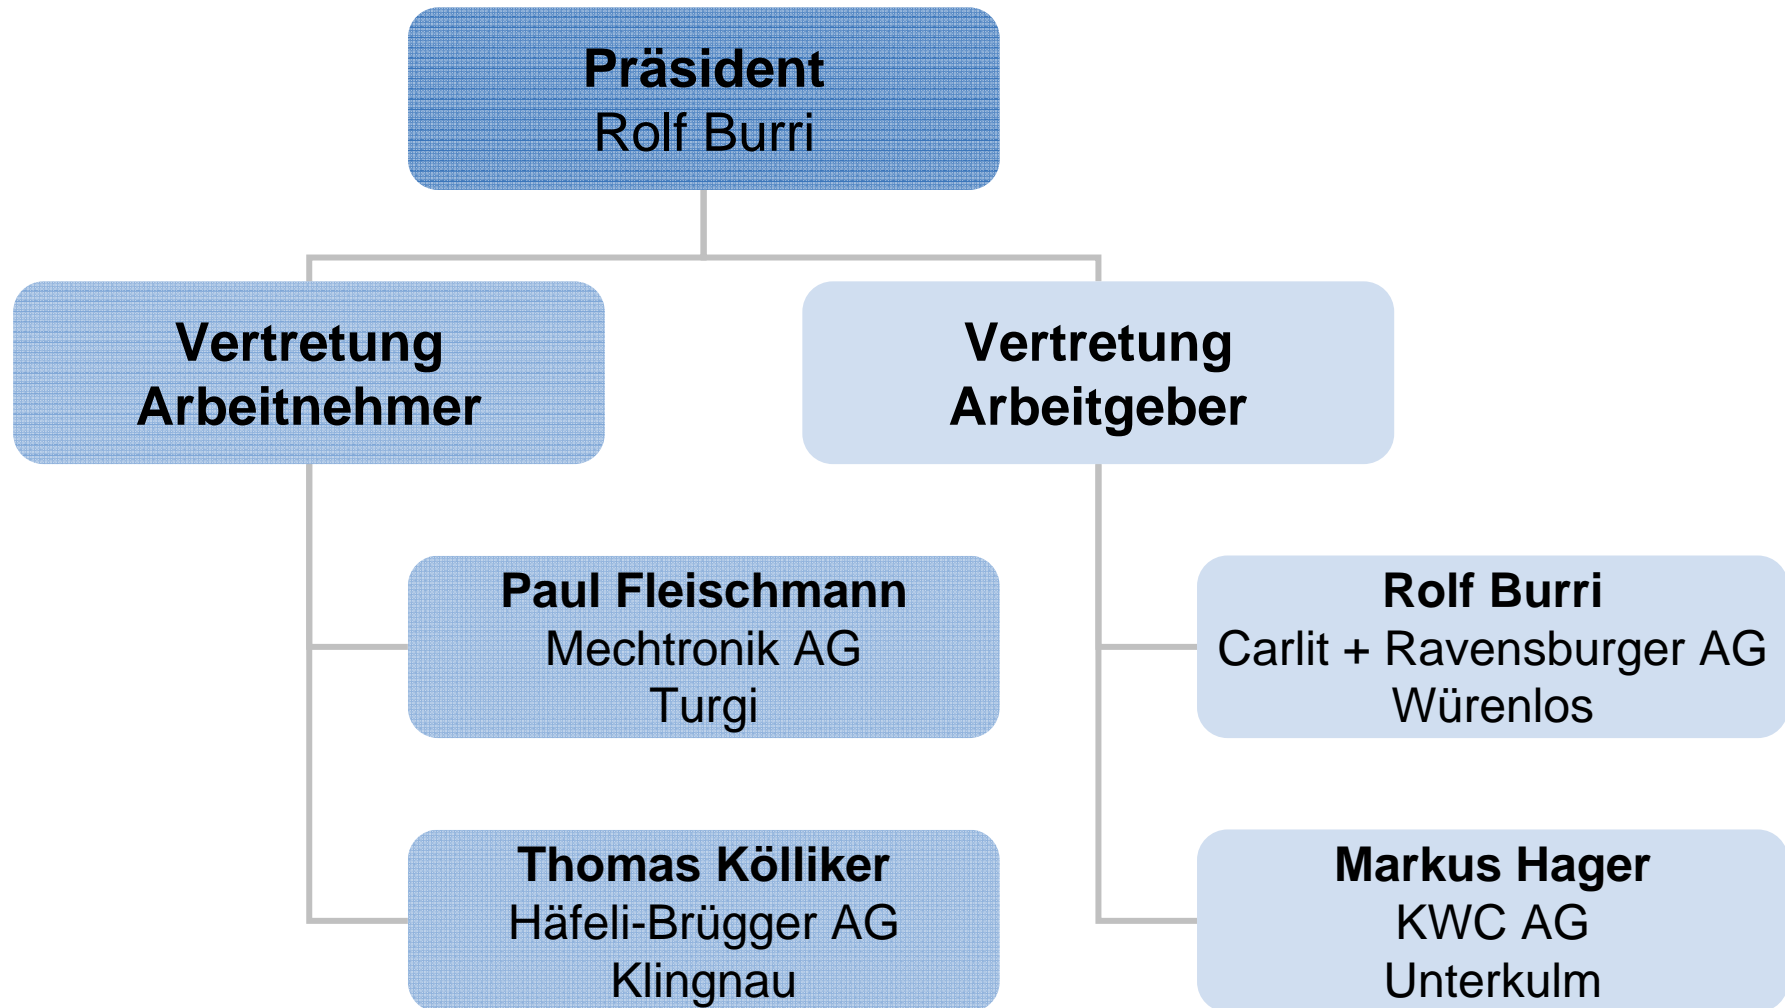 Präsident
Rolf Burri
Vertretung
Arbeitnehmer
Vertretung
Arbeitgeber
Paul Fleischmann
Mechtronik AG
Turgi
Rolf Burri
Carlit + Ravensburger AG
Würenlos
Thomas Kölliker
Häfeli-Brügger AG
Klingnau
Markus Hager
KWC AG
Unterkulm